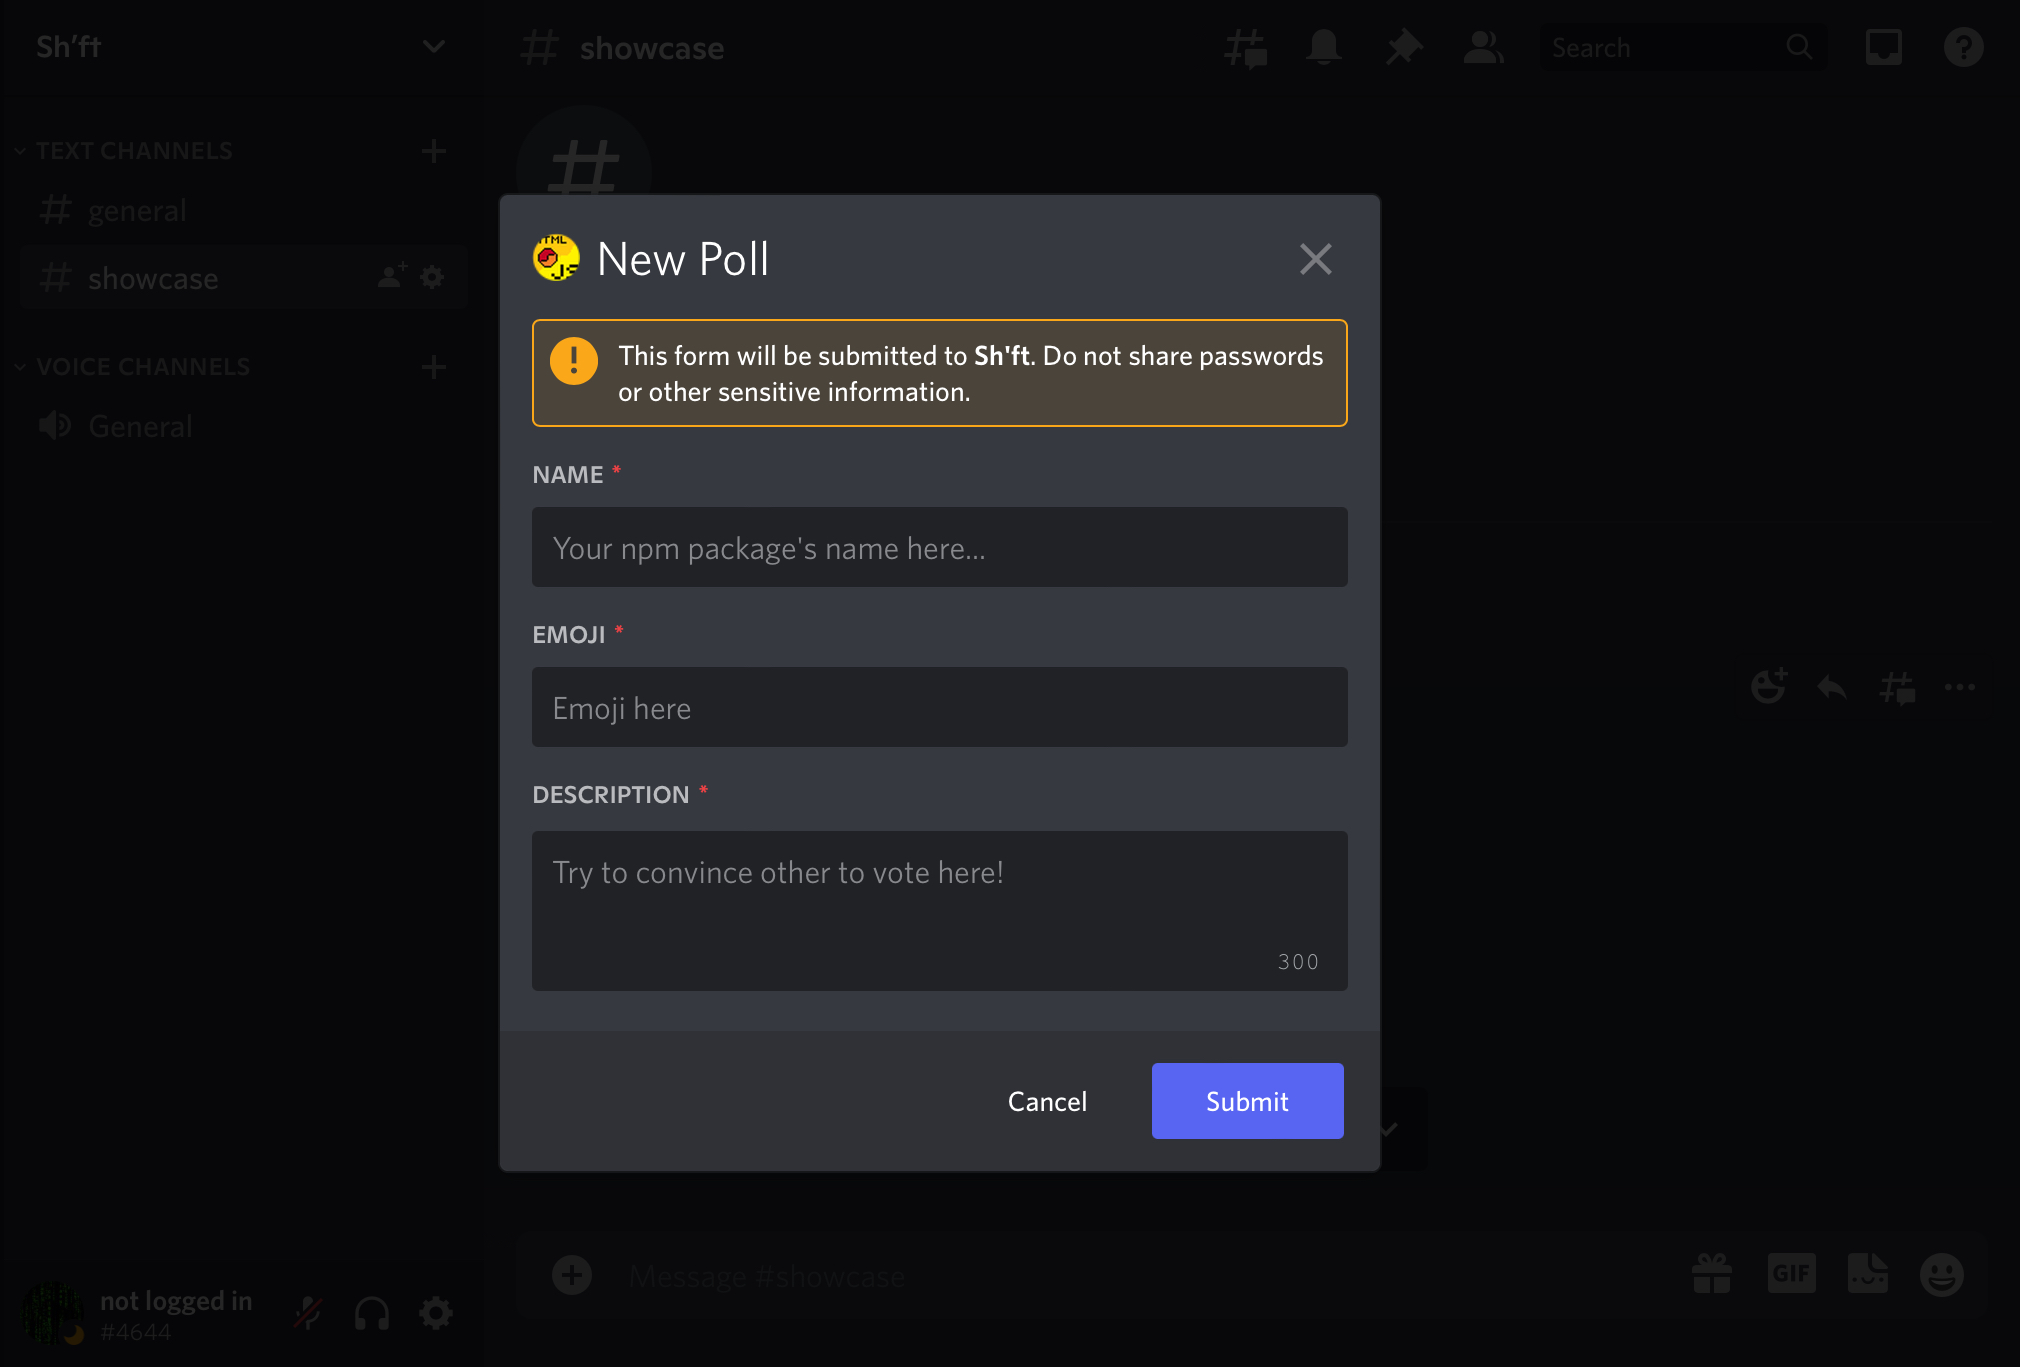 Sh'ft
TEXT CHANNELS
general
showcase
VOICE CHANNELS
General
not logged in
#4644
showcase
Search
HTML
JS
New Poll
This form will be submitted to Sh'ft. Do not share passwords
or other sensitive information.
NAME *
Your npm package's name here...
EMOJI *
Emoji here
DESCRIPTION *
Try to convince other to vote here!
300
Cancel
Submit
Message #showcase
GIF